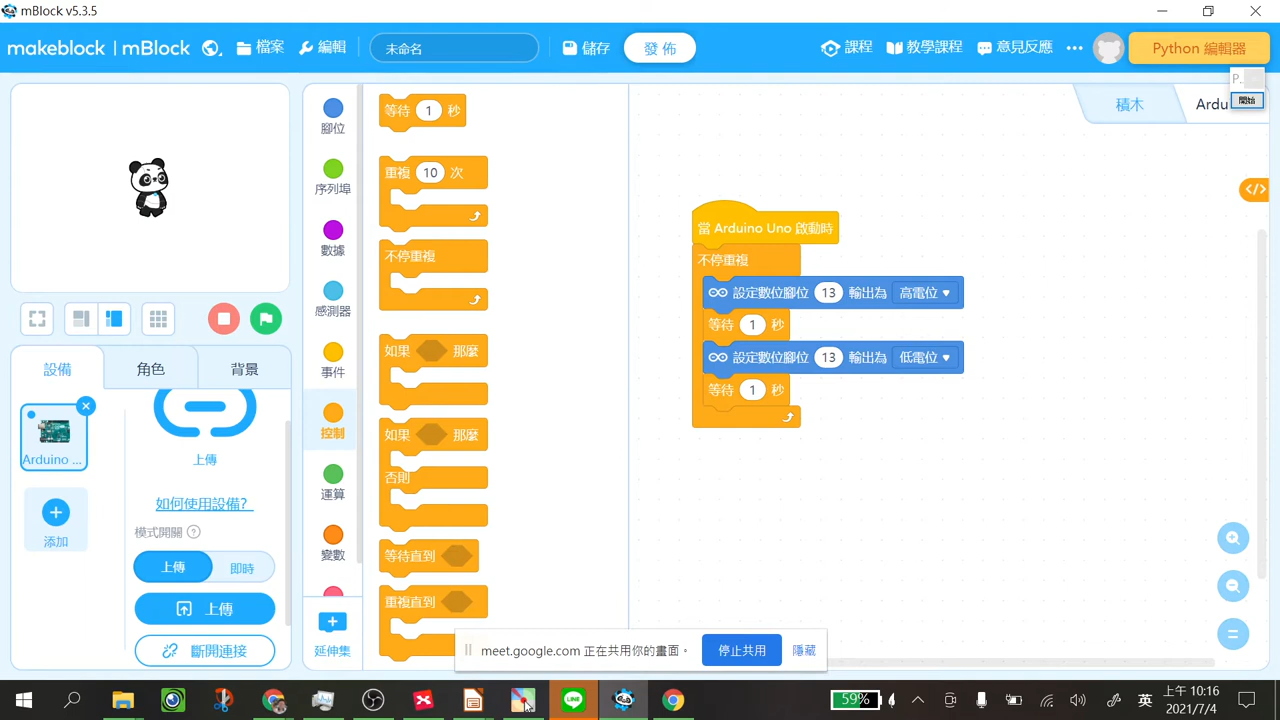 mBlock v5.3.5
makeblock | mBlock
檔案
編輯
未命名
儲存
發佈
課程
教學課程
意見反應
Python 編輯器
P..
開始
積木
Ardu
腳位
序列埠
數據
感測器
事件
控制
運算
變數
延伸集
等待 1 秒
重複 10 次
不停重複
如果 那麼
如果 那麼
否則
等待直到
重複直到
當 Arduino Uno 啟動時
不停重複
設定數位腳位 13 輸出為 高電位
等待 1 秒
設定數位腳位 13 輸出為 低電位
等待 1 秒
設備
角色
背景
Arduino ...
添加
上傳
如何使用設備?
模式開關 ?
上傳
即時
上傳
斷開連接
meet.google.com 正在共用你的畫面。
停止共用
隱藏
59%
英
上午 10:16
2021/7/4